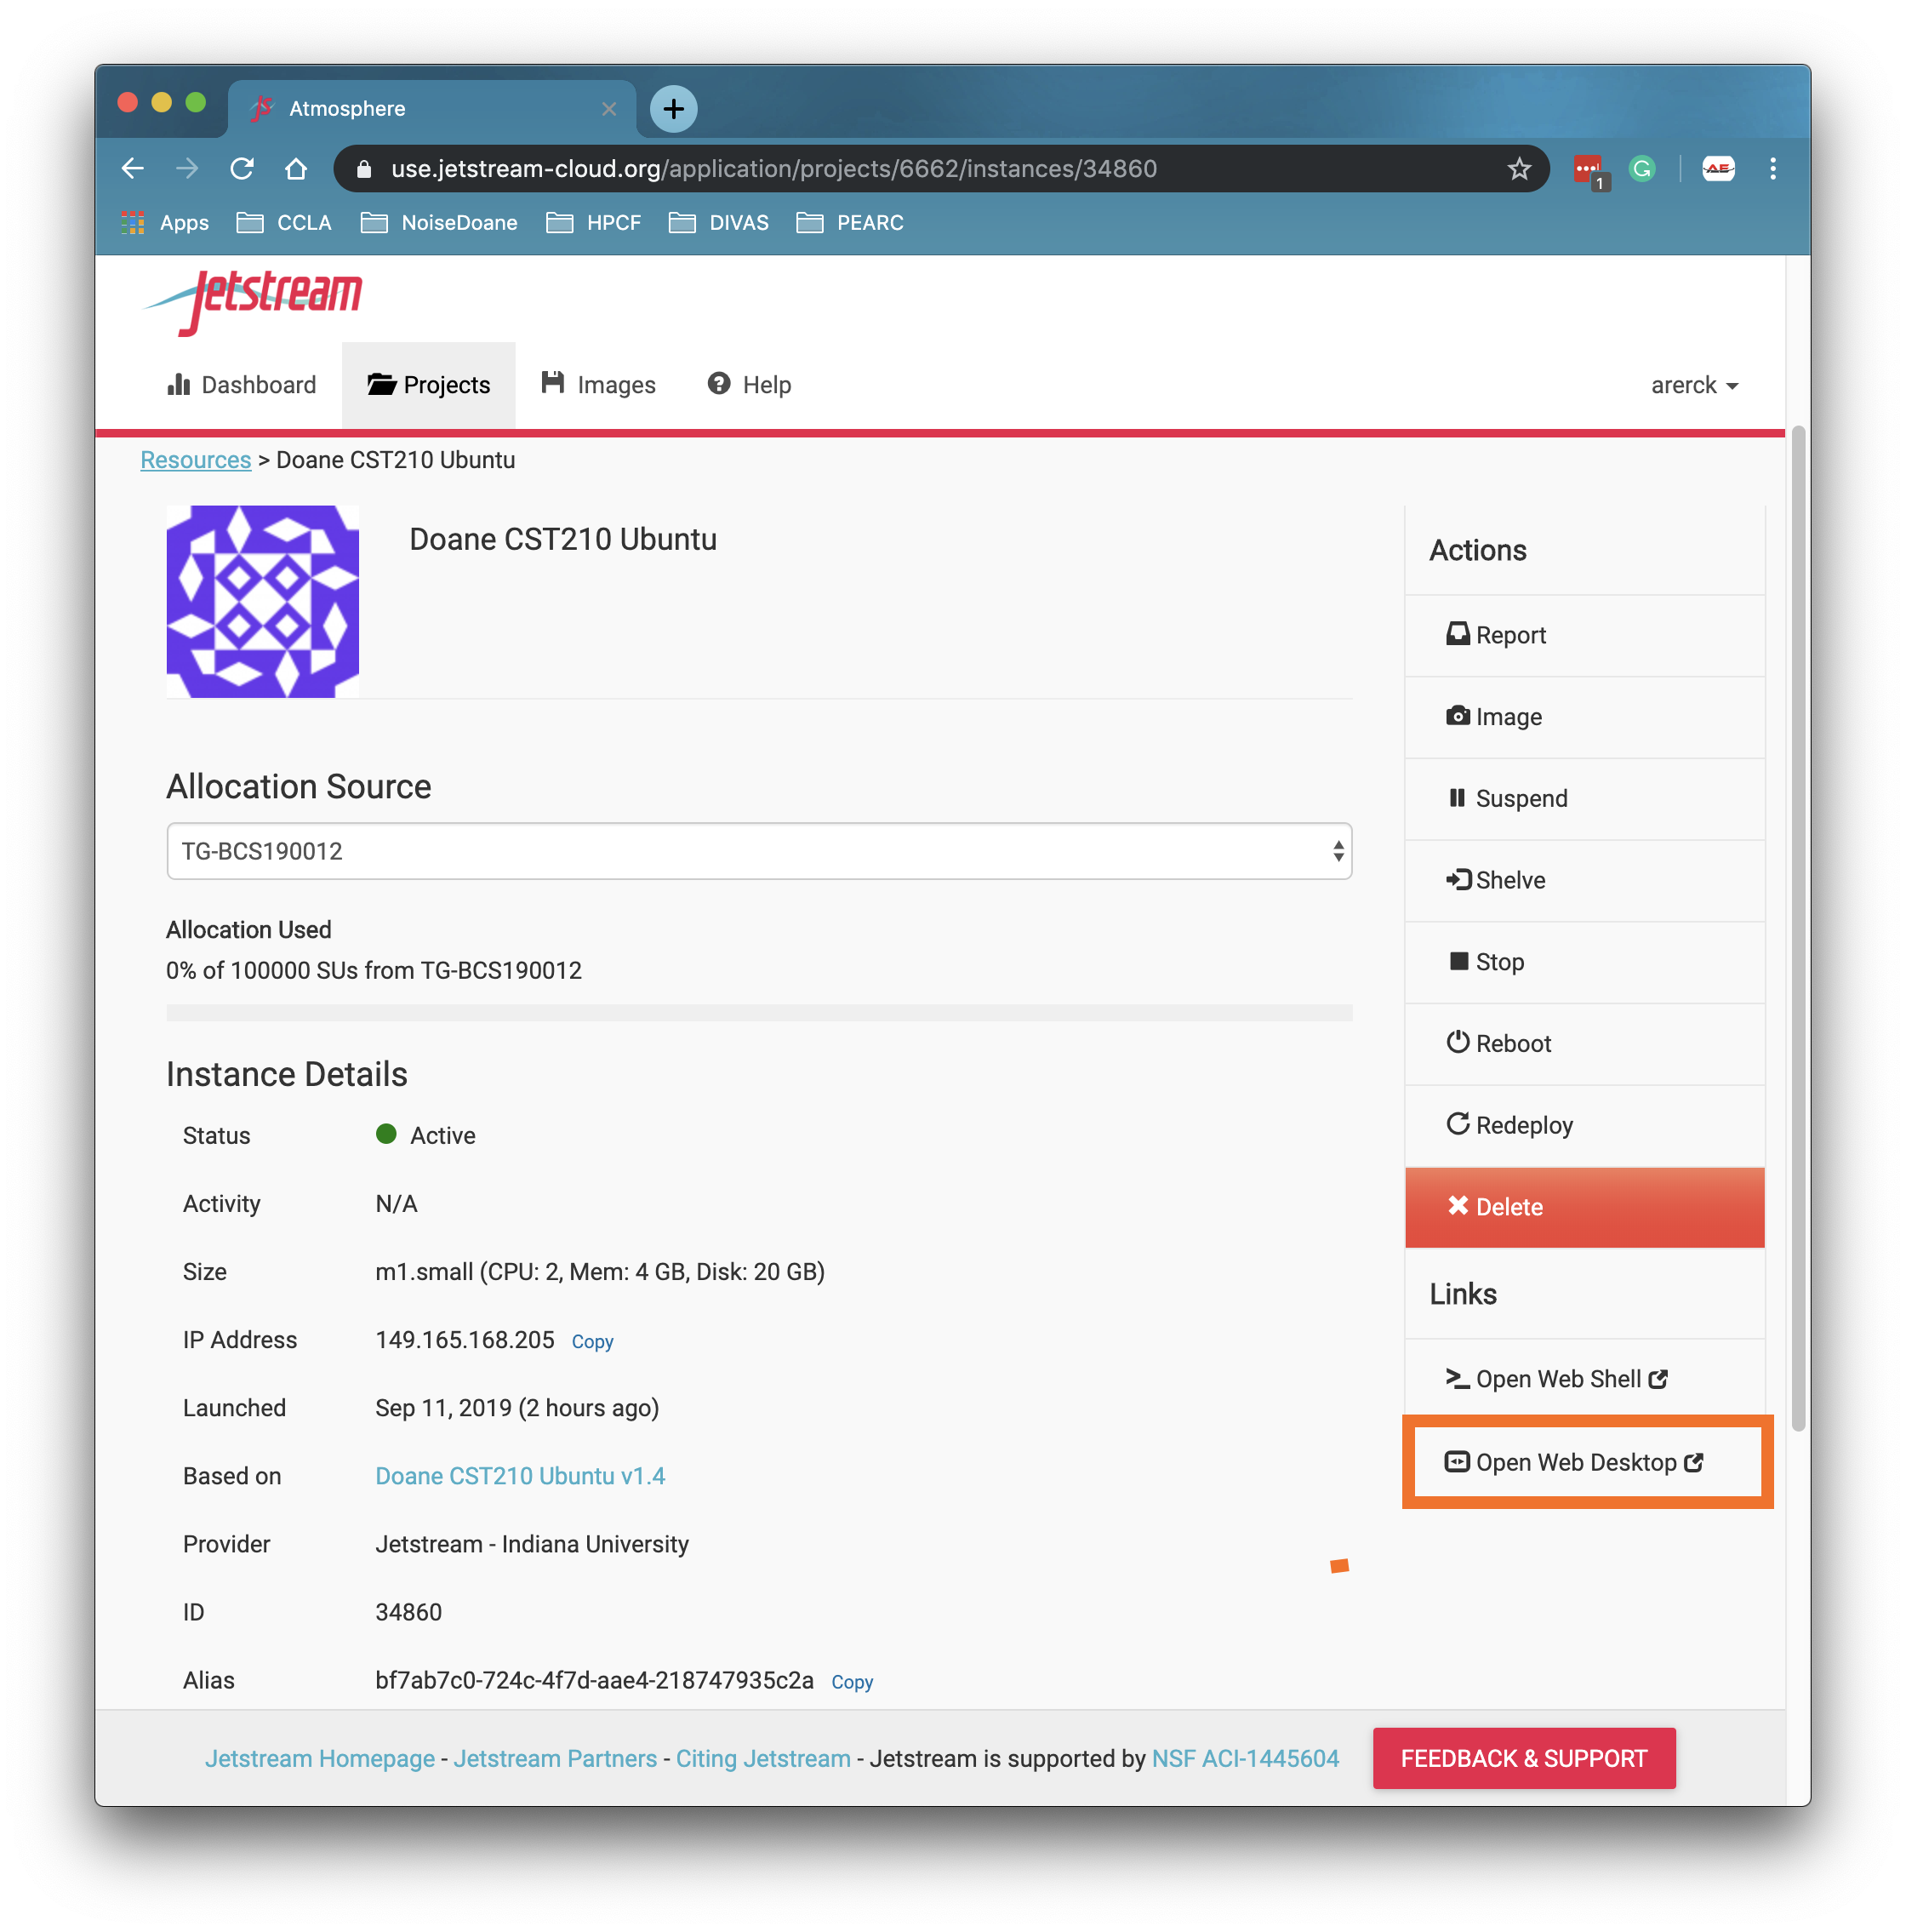 Atmosphere
use.jetstream-cloud.org/application/projects/6662/instances/34860
1
AE
Apps CCLA NoiseDoane HPCF DIVAS PEARC
Jetstream
Dashboard Projects Images Help arerck
Resources > Doane CST210 Ubuntu
Doane CST210 Ubuntu
Allocation Source
TG-BCS190012
Allocation Used
0% of 100000 SUs from TG-BCS190012
Instance Details
Status Active
Activity N/A
Size m1.small (CPU: 2, Mem: 4 GB, Disk: 20 GB)
IP Address 149.165.168.205 Copy
Launched Sep 11, 2019 (2 hours ago)
Based on Doane CST210 Ubuntu v1.4
Provider Jetstream - Indiana University
ID 34860
Alias bf7ab7c0-724c-4f7d-aae4-218747935c2a Copy
Actions
Report
Image
Suspend
Shelve
Stop
Reboot
Redeploy
Delete
Links
Open Web Shell
Open Web Desktop
Jetstream Homepage - Jetstream Partners - Citing Jetstream - Jetstream is supported by NSF ACI-1445604 FEEDBACK & SUPPORT